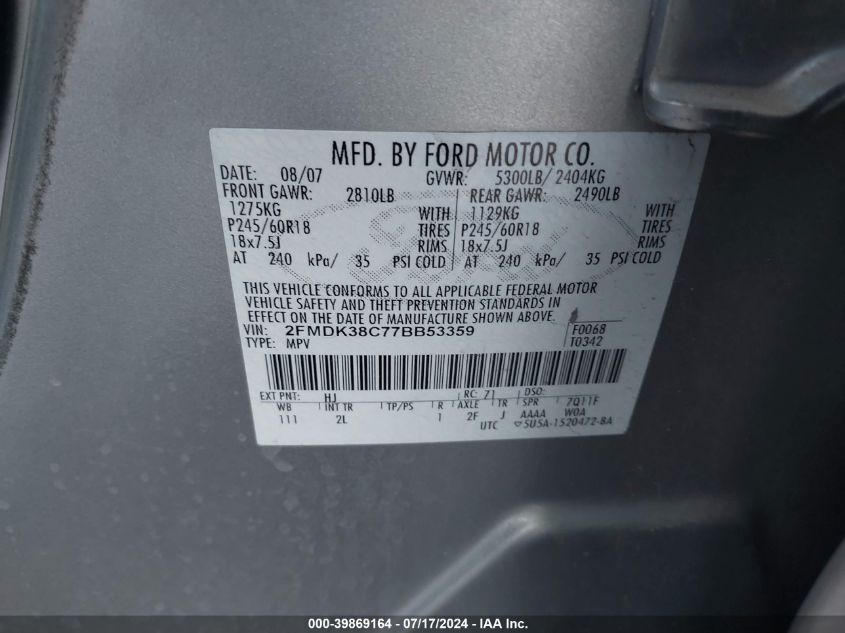 MFD. BY FORD MOTOR CO.
DATE: 08/07 GVWR: 5300LB/ 2404KG
FRONT GAWR: 2810LB REAR GAWR: 2490LB
1275KG WITH 1129KG WITH
P245/60R18 TIRES P245/60R18 TIRES
18x7.5J RIMS 18x7.5J RIMS
AT 240 kPa/ 35 PSI COLD AT 240 kPa/ 35 PSI COLD
THIS VEHICLE CONFORMS TO ALL APPLICABLE FEDERAL MOTOR
VEHICLE SAFETY AND THEFT PREVENTION STANDARDS IN
EFFECT ON THE DATE OF MANUFACTURE SHOWN ABOVE.
VIN: 2FMDK38C77BB53359 F0068
TYPE: MPV T0342
EXT PNT: HJ RC: 71 DSO:
WB INT TR TP/PS R AXLE TR SPR 7Q11F
111 2L 1 2F J AAAA W0A
UTC 5U5A-1520472-BA
000-39869164 - 07/17/2024 - IAA Inc.